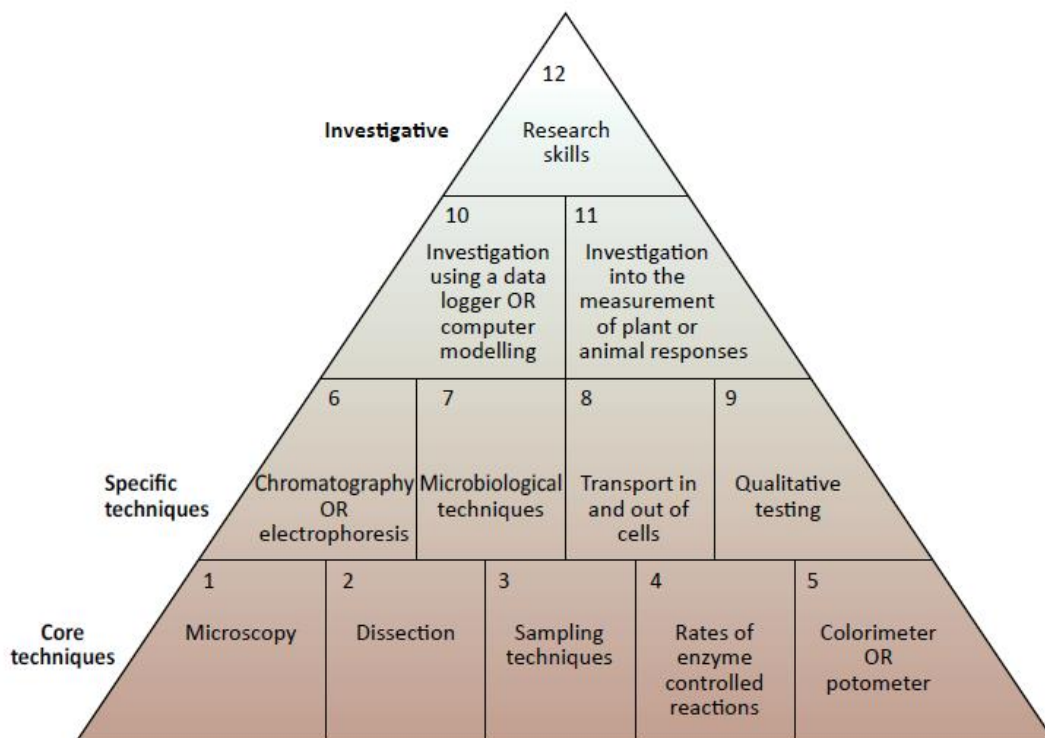 12
Investigative
Research
skills
10
11
Investigation
using a data
logger OR
computer
modelling
Investigation
into the
measurement
of plant or
animal responses
6
7
8
9
Specific
techniques
Chromatography
OR
electrophoresis
Microbiological
techniques
Transport in
and out of
cells
Qualitative
testing
1
2
3
4
5
Core
techniques
Microscopy
Dissection
Sampling
techniques
Rates of
enzyme
controlled
reactions
Colorimeter
OR
potometer